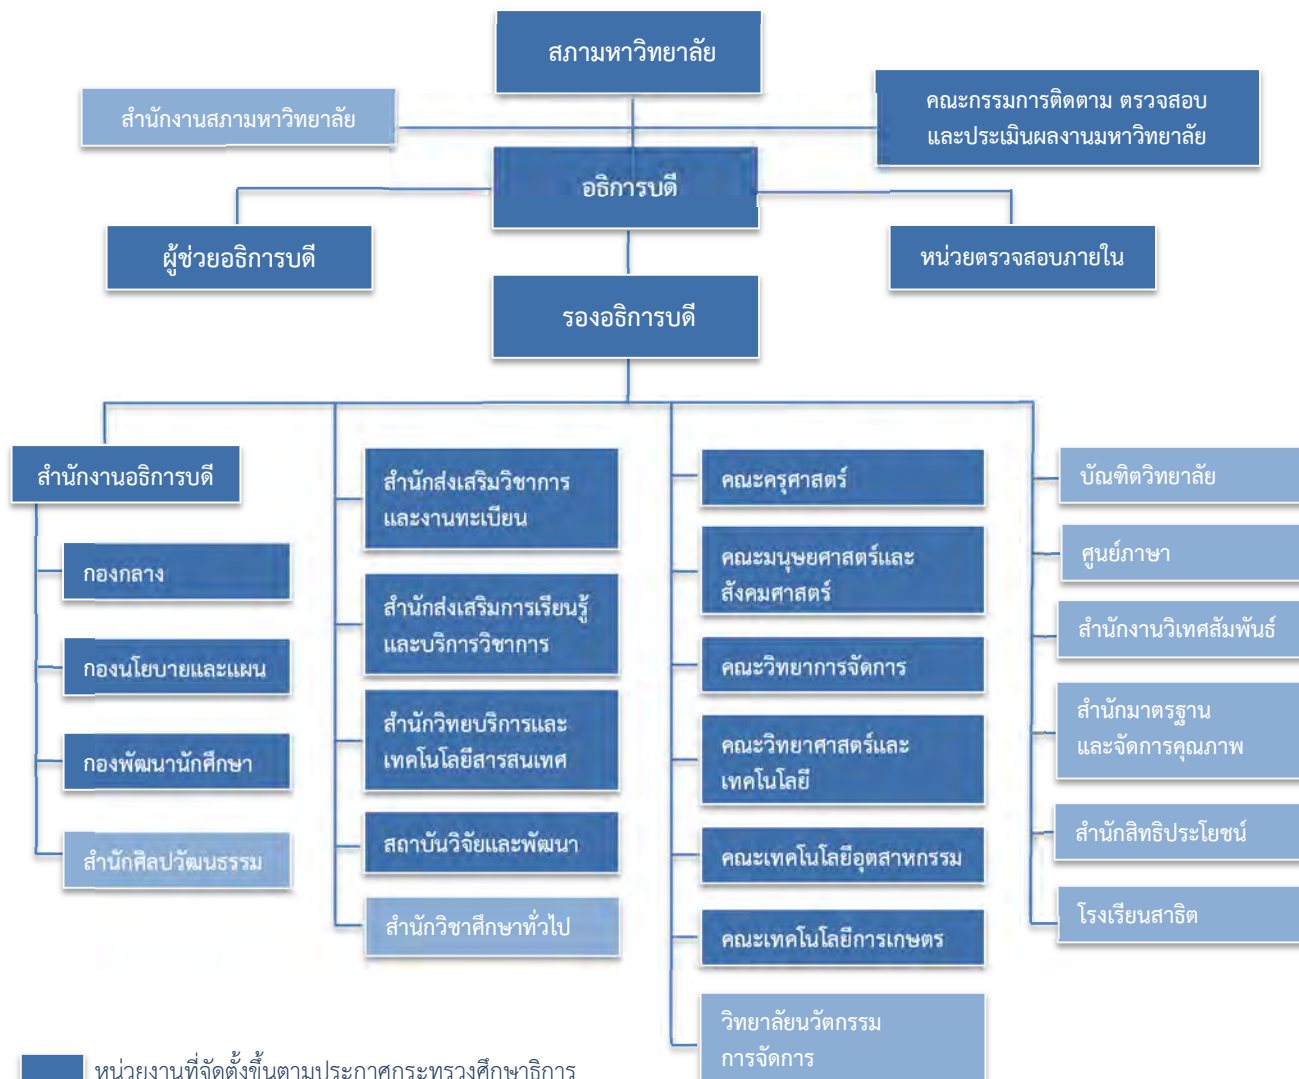 สภามหาวิทยาลัย
สำนักงานสภามหาวิทยาลัย
คณะกรรมการติดตาม ตรวจสอบ
และประเมินผลงานมหาวิทยาลัย
อธิการบดี
ผู้ช่วยอธิการบดี
หน่วยตรวจสอบภายใน
รองอธิการบดี
สำนักงานอธิการบดี
กองกลาง
กองนโยบายและแผน
กองพัฒนานักศึกษา
สำนักศิลปวัฒนธรรม
สำนักส่งเสริมวิชาการ
และงานทะเบียน
สำนักส่งเสริมการเรียนรู้
และบริการวิชาการ
สำนักวิทยบริการและ
เทคโนโลยีสารสนเทศ
สถาบันวิจัยและพัฒนา
สำนักวิชาศึกษาทั่วไป
คณะครุศาสตร์
คณะมนุษยศาสตร์และ
สังคมศาสตร์
คณะวิทยาการจัดการ
คณะวิทยาศาสตร์และ
เทคโนโลยี
คณะเทคโนโลยีอุตสาหกรรม
คณะเทคโนโลยีการเกษตร
วิทยาลัยนวัตกรรม
การจัดการ
บัณฑิตวิทยาลัย
ศูนย์ภาษา
สำนักงานวิเทศสัมพันธ์
สำนักมาตรฐาน
และจัดการคุณภาพ
สำนักสิทธิประโยชน์
โรงเรียนสาธิต
หน่วยงานที่จัดตั้งขึ้นตามประกาศกระทรวงศึกษาธิการ